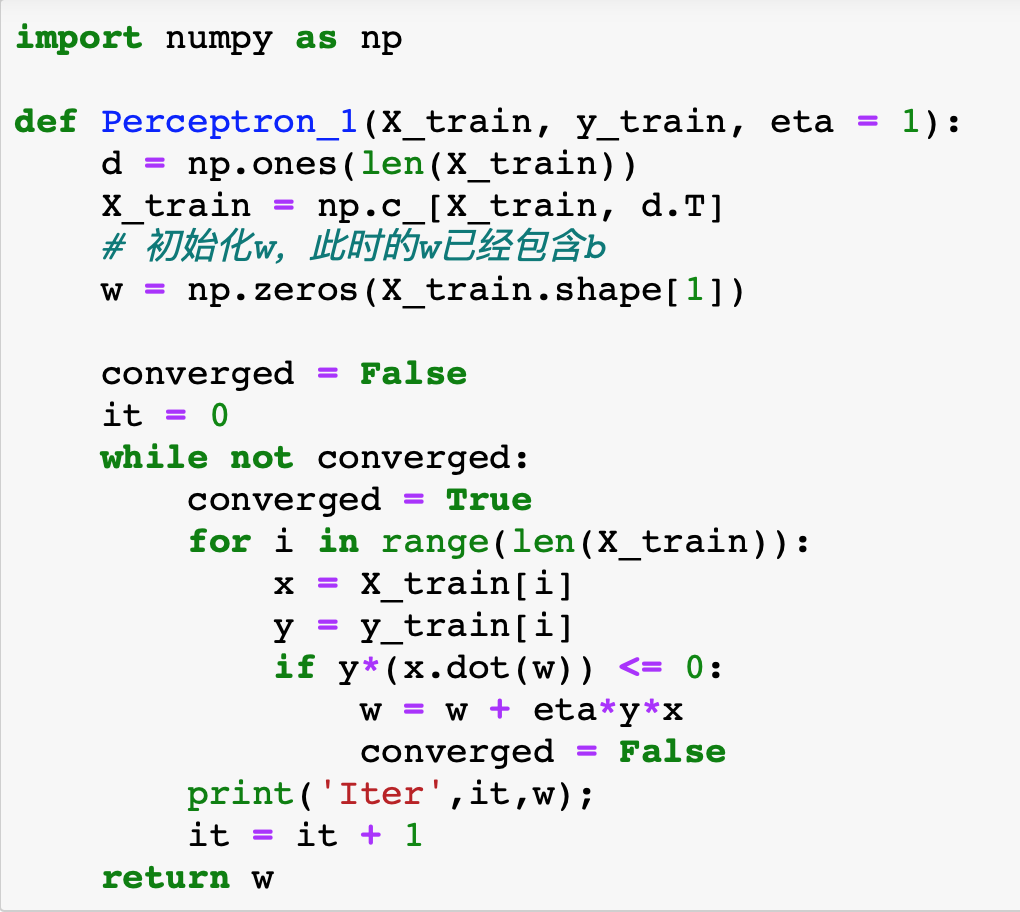 import numpy as np
def Perceptron_1(X_train, y_train, eta = 1):
    d = np.ones(len(X_train))
    X_train = np.c_[X_train, d.T]
    # 初始化w, 此时的w已经包含b
    w = np.zeros(X_train.shape[1])
    converged = False
    it = 0
    while not converged:
        converged = True
        for i in range(len(X_train)):
            x = X_train[i]
            y = y_train[i]
            if y*(x.dot(w)) <= 0:
                w = w + eta*y*x
                converged = False
        print('Iter',it,w);
        it = it + 1
    return w